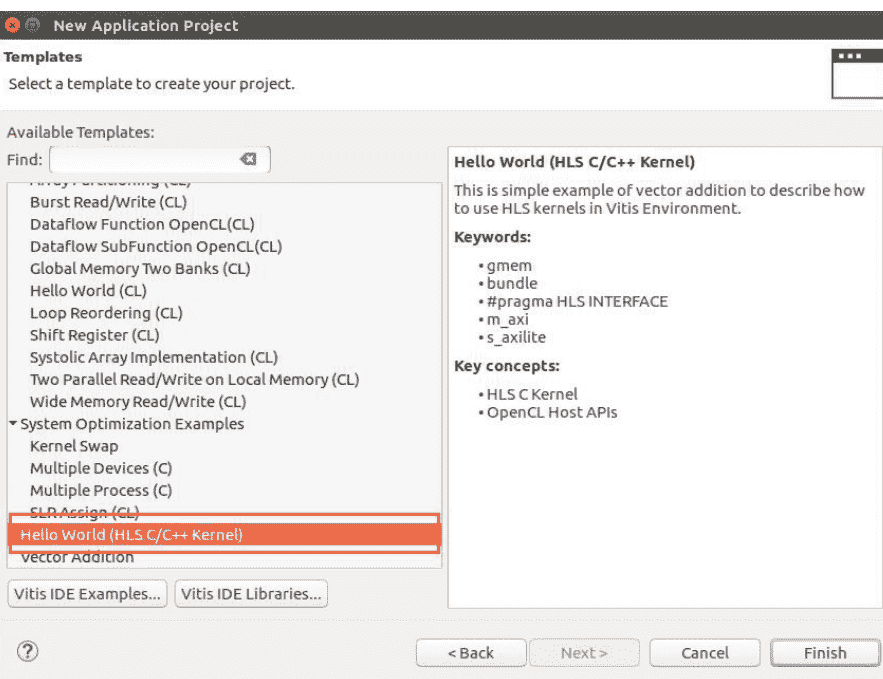 New Application Project
Templates
Select a template to create your project.
Available Templates:
Find:
Array Partitioning (CL)
Burst Read/Write (CL)
Dataflow Function OpenCL(CL)
Dataflow SubFunction OpenCL(CL)
Global Memory Two Banks (CL)
Hello World (CL)
Loop Reordering (CL)
Shift Register (CL)
Systolic Array Implementation (CL)
Two Parallel Read/Write on Local Memory (CL)
Wide Memory Read/Write (CL)
System Optimization Examples
Kernel Swap
Multiple Devices (C)
Multiple Process (C)
SLR Assign (CL)
Hello World (HLS C/C++ Kernel)
Vector Addition
Vitis IDE Examples...
Vitis IDE Libraries...
Hello World (HLS C/C++ Kernel)
This is simple example of vector addition to describe how
to use HLS kernels in Vitis Environment.
Keywords:
• gmem
• bundle
• #pragma HLS INTERFACE
• m_axi
• s_axilite
Key concepts:
• HLS C Kernel
• OpenCL Host APIs
?
< Back
Next >
Cancel
Finish